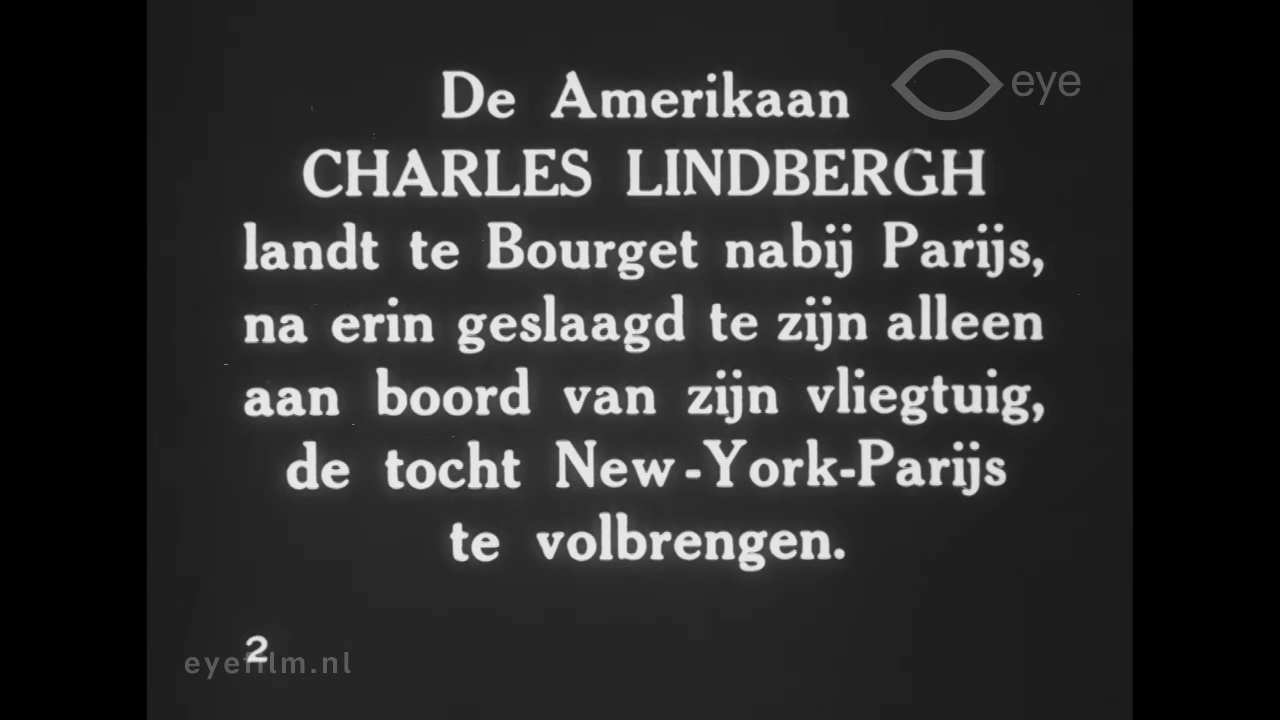 De Amerikaan
CHARLES LINDBERGH
landt te Bourget nabij Parijs,
na erin geslaagd te zijn alleen
aan boord van zijn vliegtuig,
de tocht New-York-Parijs
te volbrengen.
2
eye
eyefilm.nl